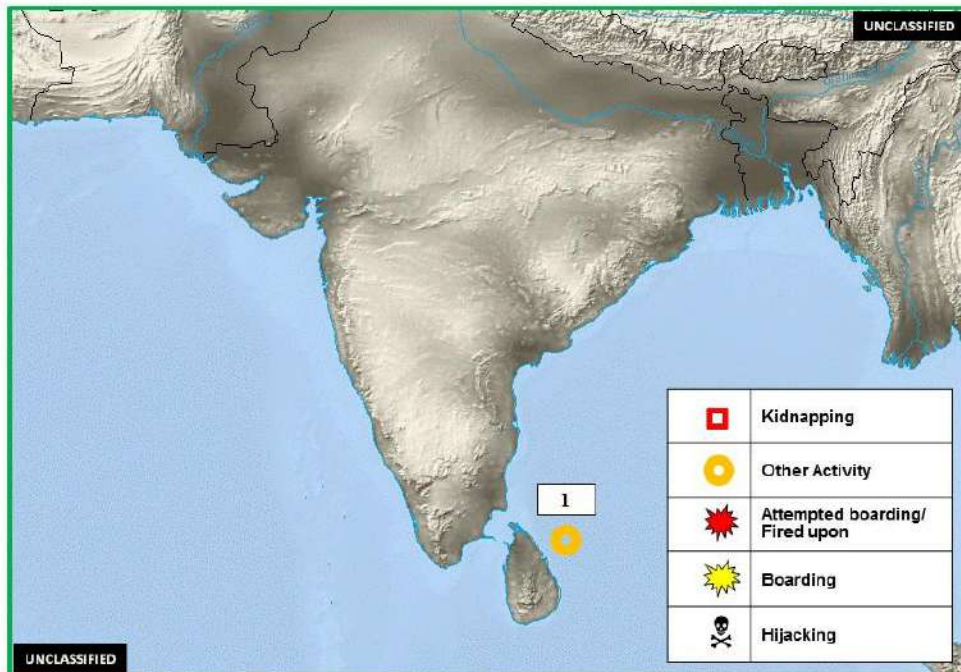 UNCLASSIFIED
1
Kidnapping
Other Activity
Attempted boarding/
Fired upon
Boarding
Hijacking
UNCLASSIFIED